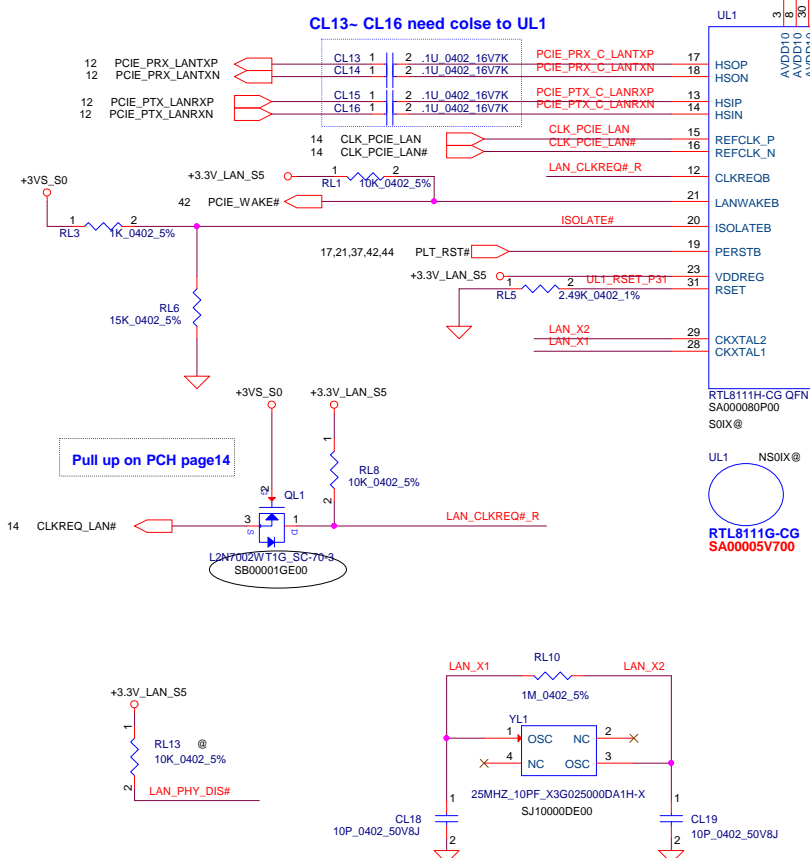 CL13~ CL16 need colse to UL1
UL1
3
8
30
AVDD10
AVDD10
AVDD10
12 PCIE_PRX_LANTXP CL13 1 2 .1U_0402_16V7K PCIE_PRX_C_LANTXP 17 HSOP
12 PCIE_PRX_LANTXN CL14 1 2 .1U_0402_16V7K PCIE_PRX_C_LANTXN 18 HSON
12 PCIE_PTX_LANRXP CL15 1 2 .1U_0402_16V7K PCIE_PTX_C_LANRXP 13 HSIP
12 PCIE_PTX_LANRXN CL16 1 2 .1U_0402_16V7K PCIE_PTX_C_LANRXN 14 HSIN
14 CLK_PCIE_LAN CLK_PCIE_LAN 15 REFCLK_P
14 CLK_PCIE_LAN# CLK_PCIE_LAN# 16 REFCLK_N
+3VS_S0 +3.3V_LAN_S5 1 2 LAN_CLKREQ#_R 12 CLKREQB
RL1 10K_0402_5%
42 PCIE_WAKE# 21 LANWAKEB
1 2 ISOLATE# 20 ISOLATEB
RL3 1K_0402_5%
17,21,37,42,44 PLT_RST# 19 PERSTB
+3.3V_LAN_S5 23 VDDREG
1 2 UL1_RSET_P31 31 RSET
RL5 2.49K_0402_1%
RL6
15K_0402_5%
LAN_X2 29 CKXTAL2
LAN_X1 28 CKXTAL1
RTL8111H-CG QFN
SA000080P00
S0IX@
+3VS_S0 +3.3V_LAN_S5
Pull up on PCH page14
1
RL8
10K_0402_5%
2
UL1 NS0IX@
RTL8111G-CG
SA00005V700
2 G QL1
14 CLKREQ_LAN# 3 S 1 D LAN_CLKREQ#_R
L2N7002WT1G_SC-70-3
SB00001GE00
LAN_X1 RL10 LAN_X2
1M_0402_5%
+3.3V_LAN_S5
1
RL13 @
10K_0402_5%
2
LAN_PHY_DIS#
YL1
1 OSC NC 2
4 NC OSC 3
25MHZ_10PF_X3G025000DA1H-X
SJ10000DE00
1 1
CL18 CL19
10P_0402_50V8J 10P_0402_50V8J
2 2